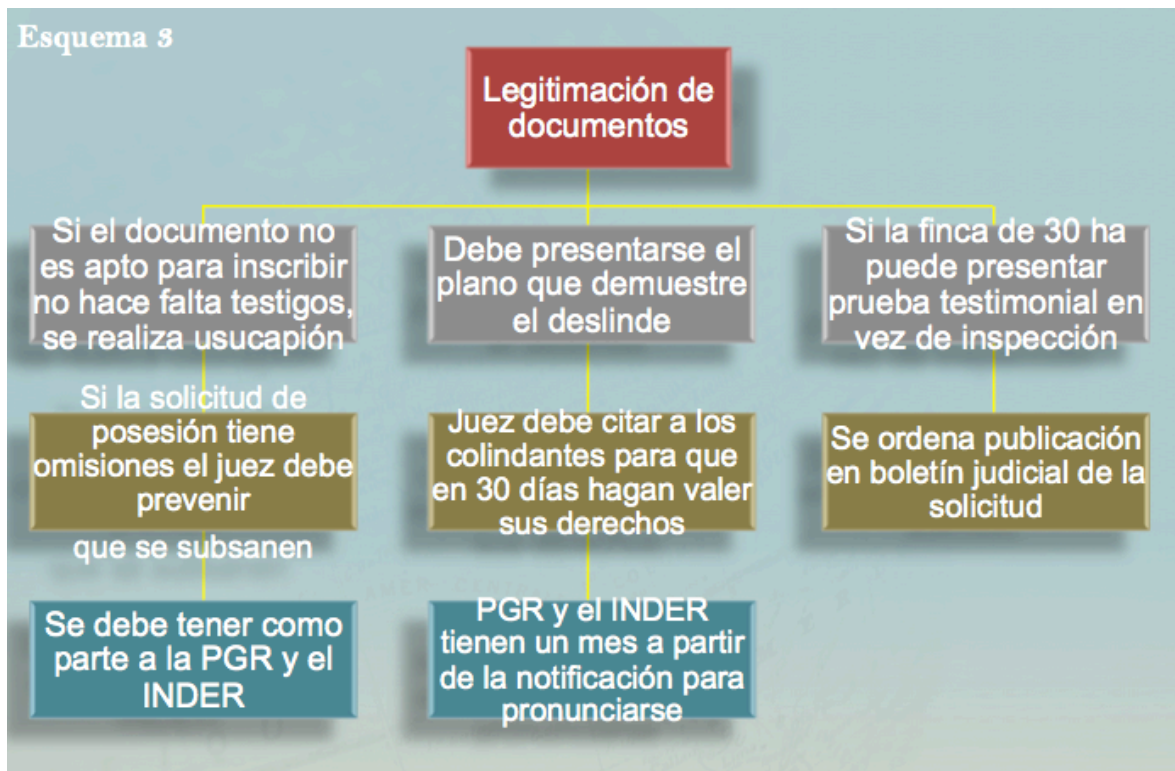 Esquema 3
Legitimación de
documentos
Si el documento no
es apto para inscribir
no hace falta testigos,
se realiza usucapión
Debe presentarse el
plano que demuestre
el deslinde
Si la finca de 30 ha
puede presentar
prueba testimonial en
vez de inspección
Si la solicitud de
posesión tiene
omisiones el juez debe
prevenir
que se subsanen
Juez debe citar a los
colindantes para que
en 30 días hagan valer
sus derechos
Se ordena publicación
en boletín judicial de la
solicitud
Se debe tener como
parte a la PGR y el
INDER
PGR y el INDER
tienen un mes a partir
de la notificación para
pronunciarse